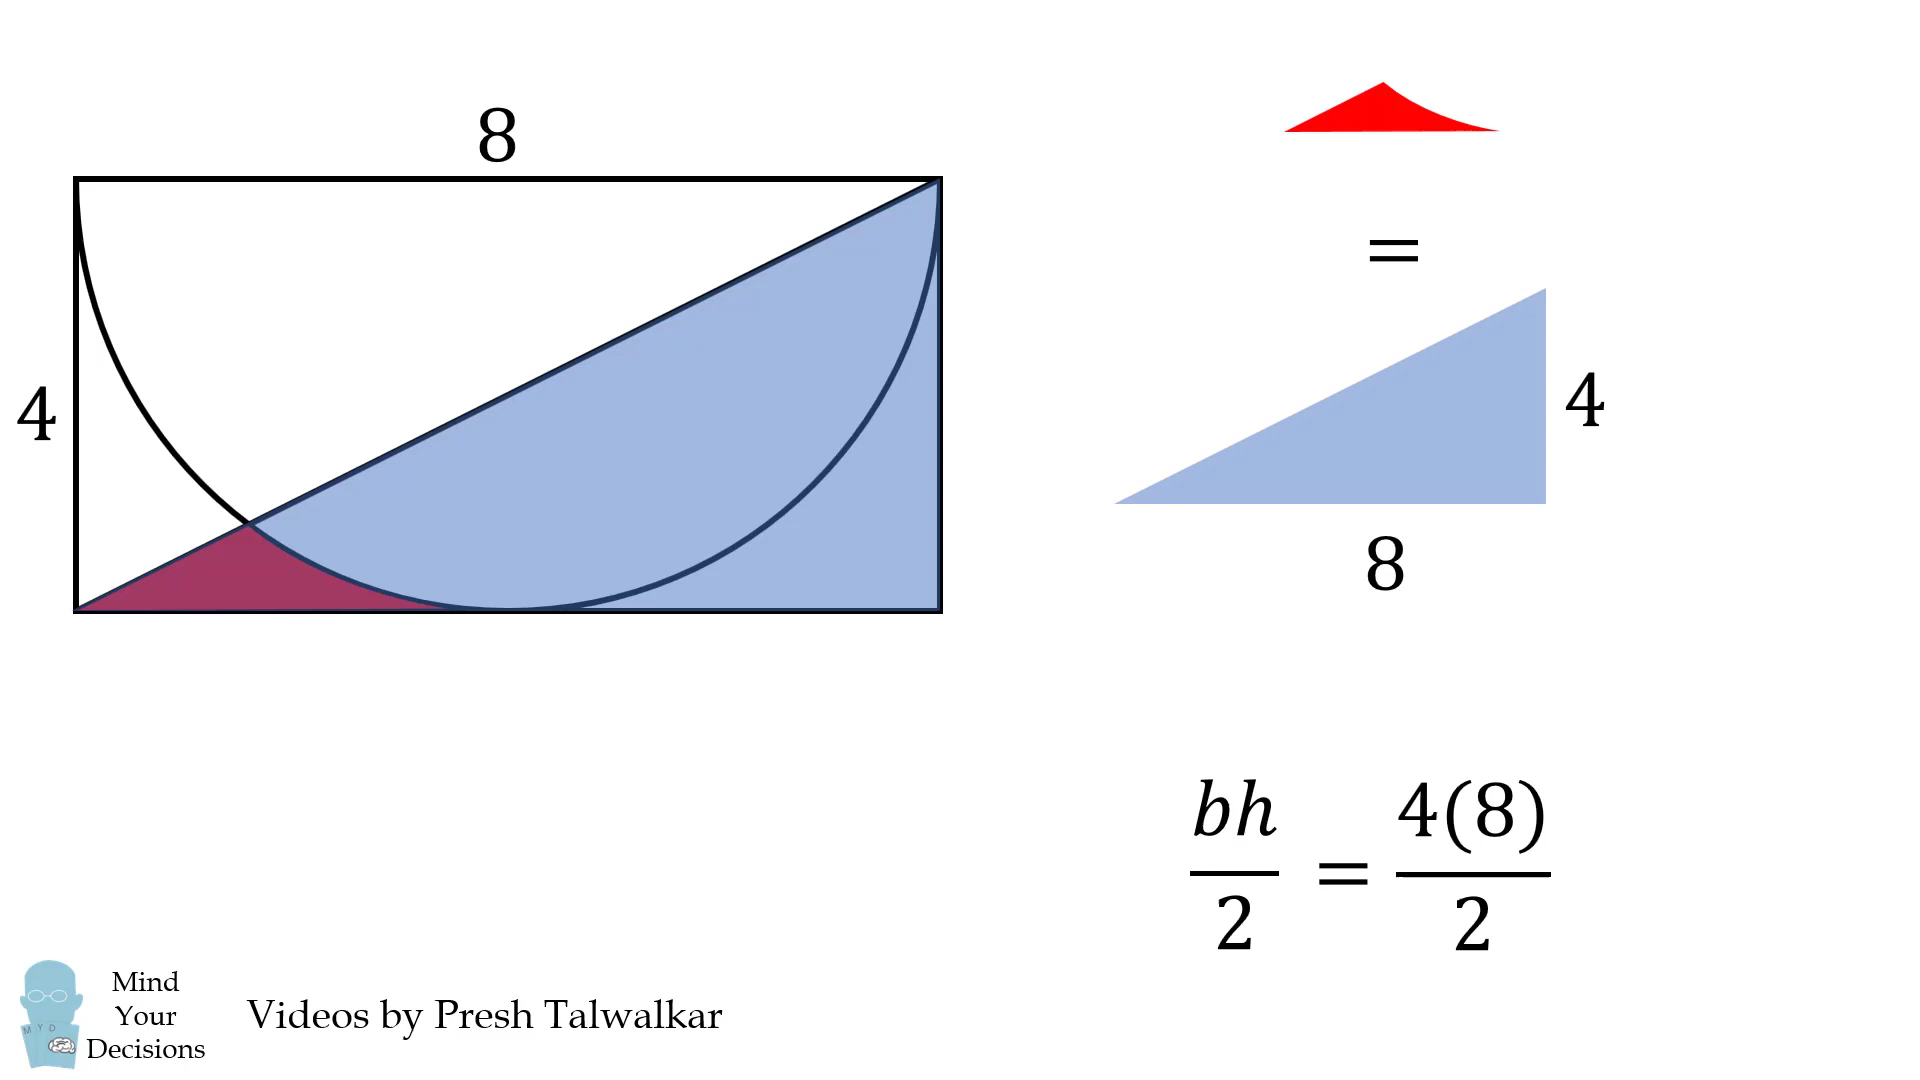 8
4
=
4
8
bh/2 = 4(8)/2
M Y D
Mind
Your
Decisions
Videos by Presh Talwalkar